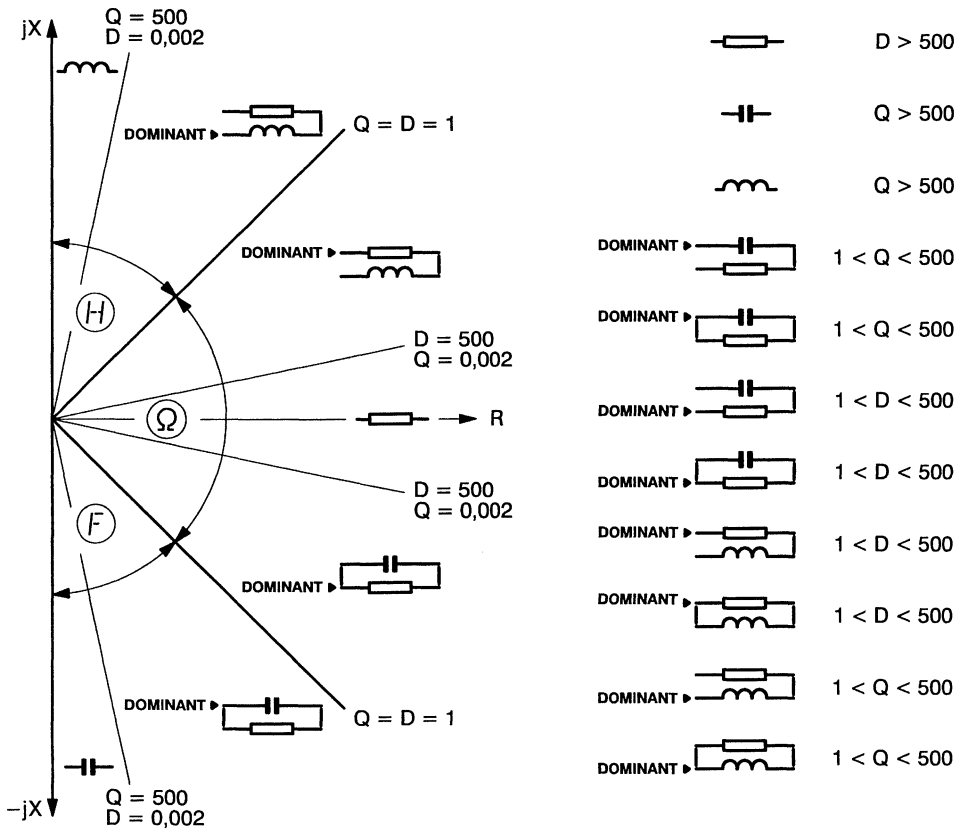 jX
Q = 500
D = 0,002
DOMINANT
Q = D = 1
DOMINANT
H
D = 500
Q = 0,002
Ω
R
D = 500
Q = 0,002
F
DOMINANT
DOMINANT
Q = D = 1
-jX
Q = 500
D = 0,002
D > 500
Q > 500
Q > 500
DOMINANT 1 < Q < 500
DOMINANT 1 < Q < 500
DOMINANT 1 < D < 500
DOMINANT 1 < D < 500
DOMINANT 1 < D < 500
DOMINANT 1 < D < 500
DOMINANT 1 < Q < 500
DOMINANT 1 < Q < 500